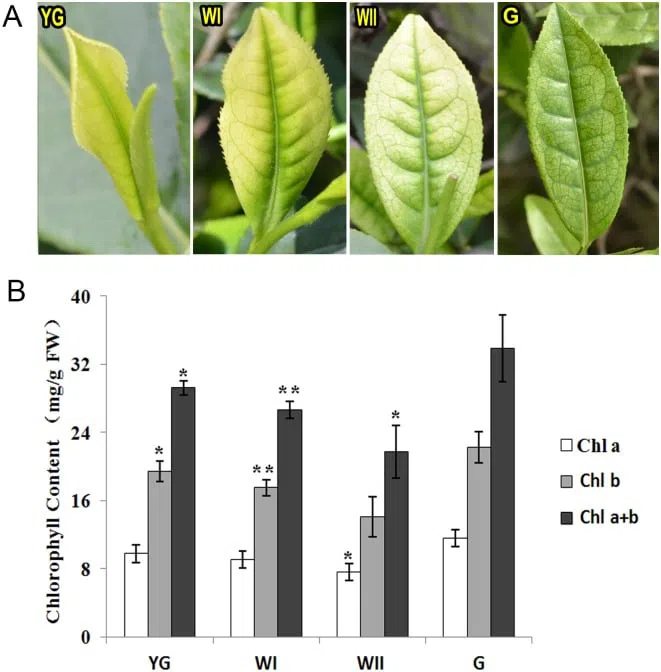 A
YG
WI
WII
G
B
Chlorophyll Content (mg/g FW)
40
32
24
16
8
0
*
*
**
**
*
*
Chl a
Chl b
Chl a+b
YG
WI
WII
G